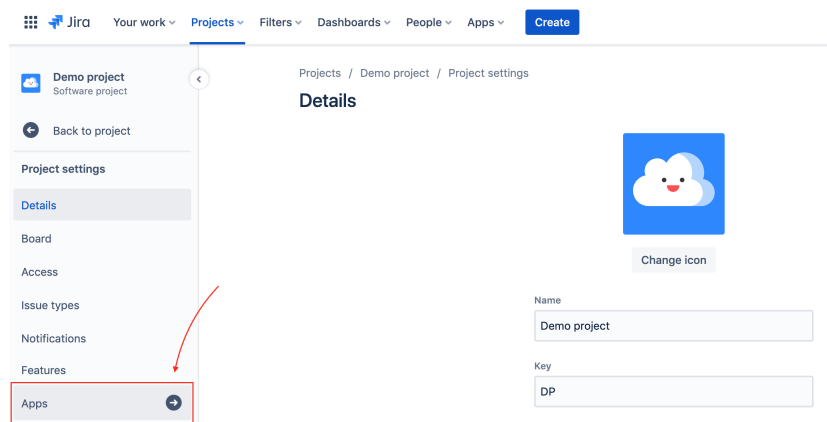 Jira Your work Projects Filters Dashboards People Apps Create
Demo project
Software project
Back to project
Project settings
Details
Board
Access
Issue types
Notifications
Features
Apps
Projects / Demo project / Project settings
Details
Change icon
Name
Demo project
Key
DP